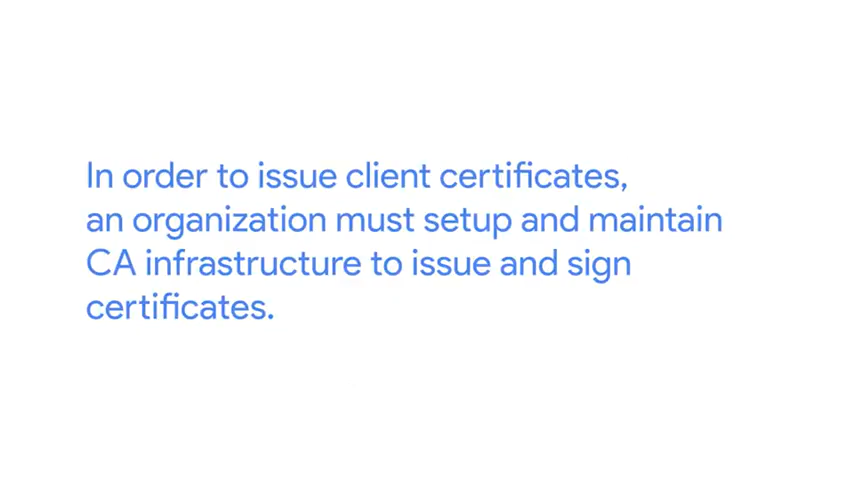 In order to issue client certificates,
an organization must setup and maintain
CA infrastructure to issue and sign
certificates.